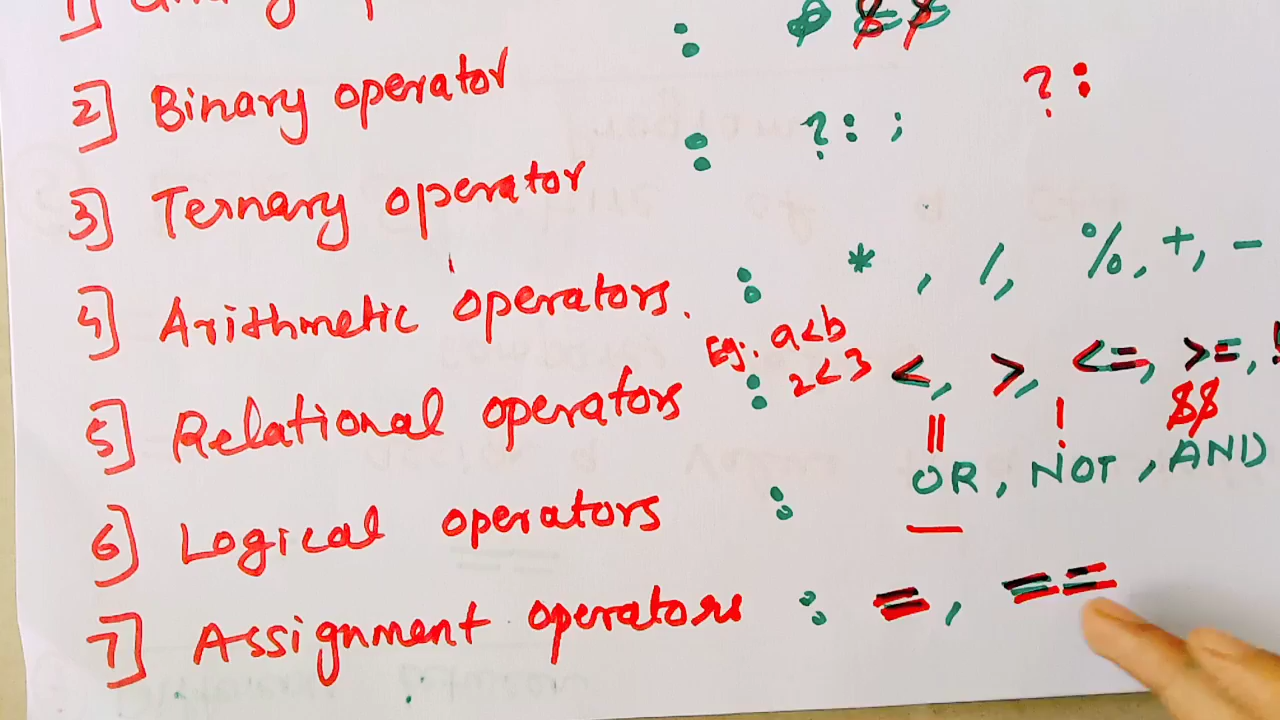 2] Binary operator :
3] Ternary operator : ? : ; ? :
4] Arithmetic operators. : * , /, %, +, -
Eg: a<b
2<3
5] Relational operators : <, >, <=, >=,
|| ! $$
6] Logical operators : OR, NOT, AND
7] Assignment operators : =, ==